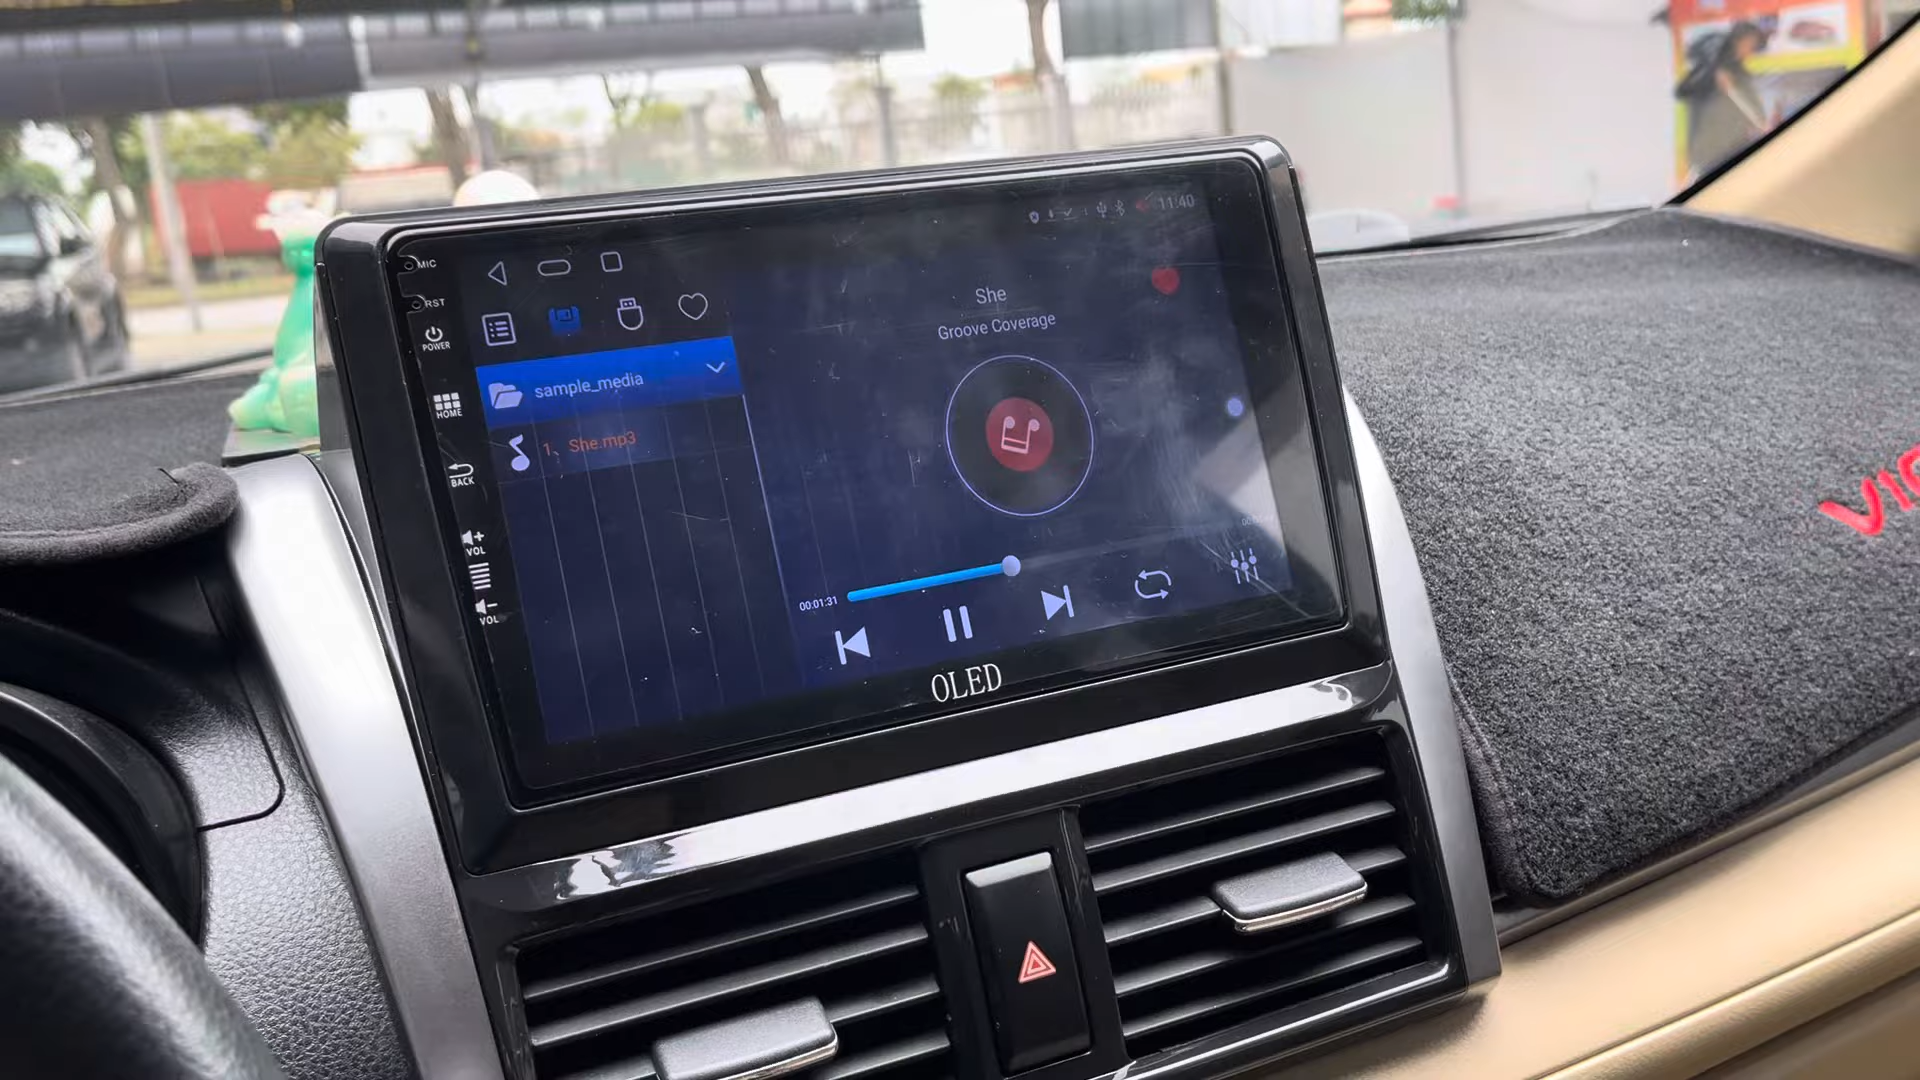 MIC
RST
POWER
HOME
BACK
VOL
VOL
11:40
sample_media
1、 She.mp3
She
Groove Coverage
00:01:31
OLED